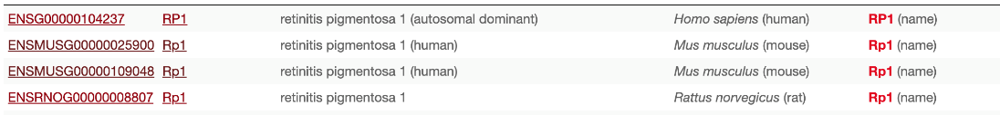 ENSG00000104237 RP1 retinitis pigmentosa 1 (autosomal dominant) Homo sapiens (human) RP1 (name)
ENSMUSG00000025900 Rp1 retinitis pigmentosa 1 (human) Mus musculus (mouse) Rp1 (name)
ENSMUSG00000109048 Rp1 retinitis pigmentosa 1 (human) Mus musculus (mouse) Rp1 (name)
ENSRNOG00000008807 Rp1 retinitis pigmentosa 1 Rattus norvegicus (rat) Rp1 (name)